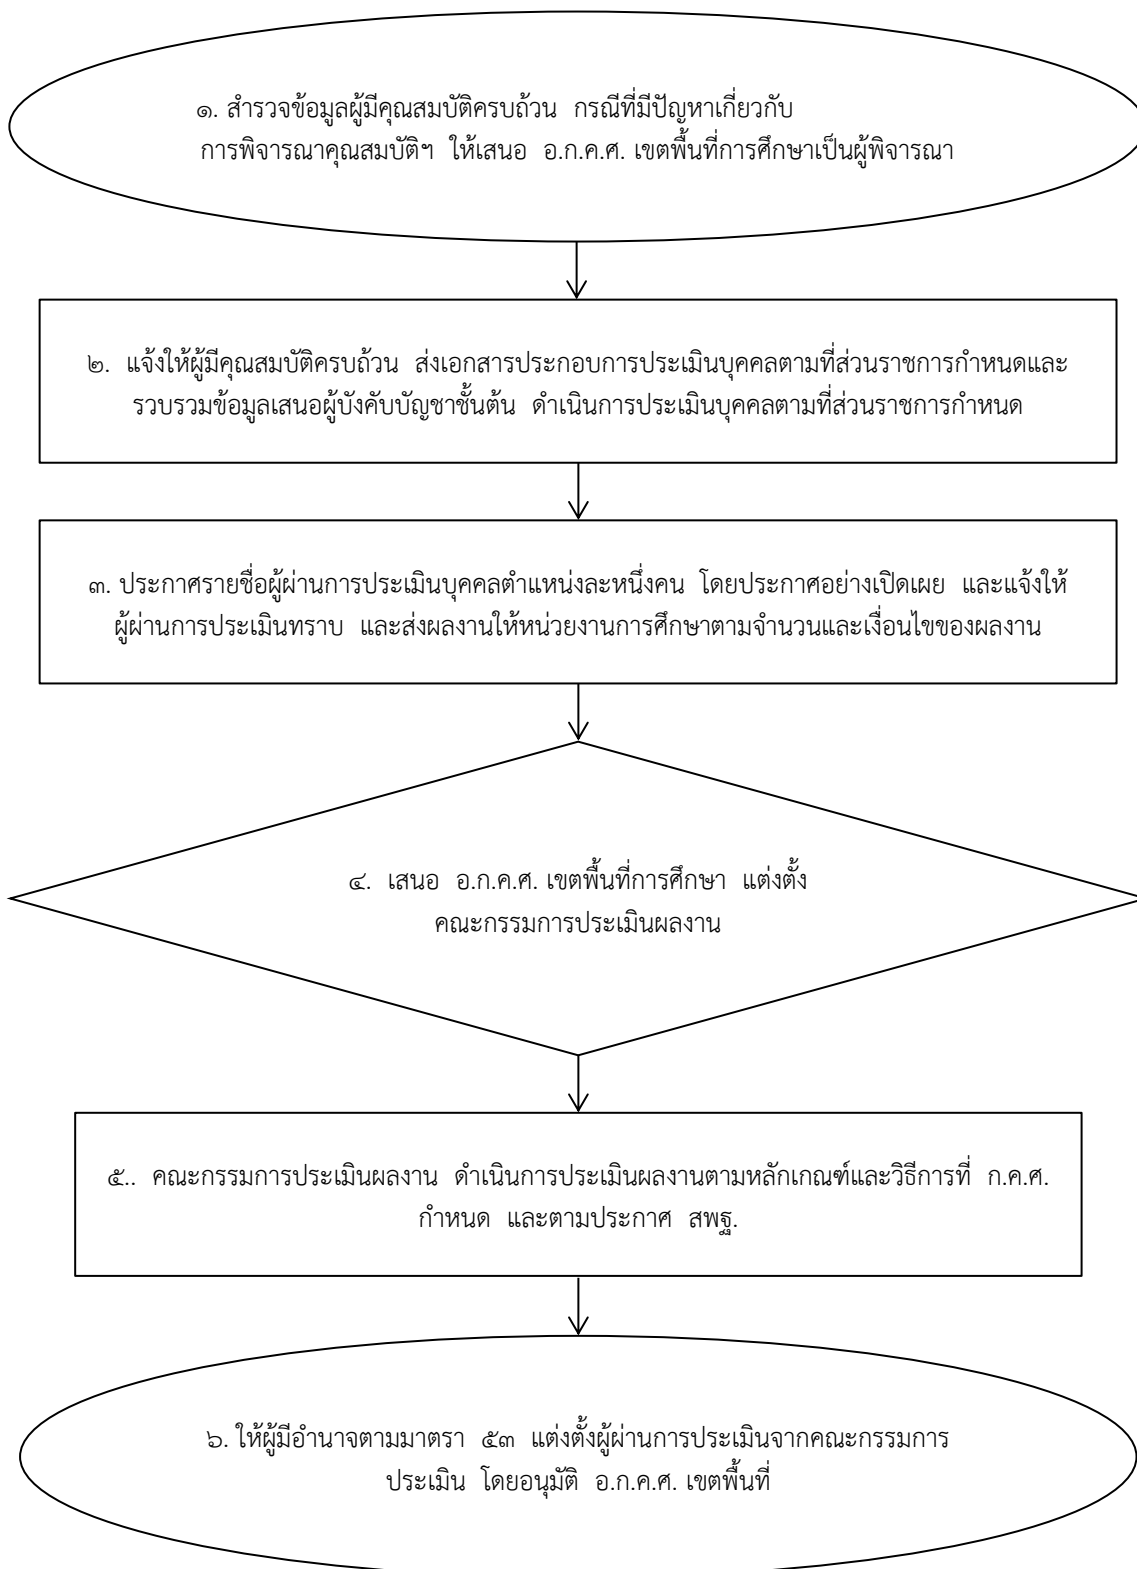 ๑. สำรวจข้อมูลผู้มีคุณสมบัติครบถ้วน กรณีที่มีปัญหาเกี่ยวกับ
การพิจารณาคุณสมบัติฯ ให้เสนอ อ.ก.ค.ศ. เขตพื้นที่การศึกษาเป็นผู้พิจารณา
๒. แจ้งให้ผู้มีคุณสมบัติครบถ้วน ส่งเอกสารประกอบการประเมินบุคคลตามที่ส่วนราชการกำหนดและ
รวบรวมข้อมูลเสนอผู้บังคับบัญชาชั้นต้น ดำเนินการประเมินบุคคลตามที่ส่วนราชการกำหนด
๓. ประกาศรายชื่อผู้ผ่านการประเมินบุคคลตำแหน่งละหนึ่งคน โดยประกาศอย่างเปิดเผย และแจ้งให้
ผู้ผ่านการประเมินทราบ และส่งผลงานให้หน่วยงานการศึกษาตามจำนวนและเงื่อนไขของผลงาน
๔. เสนอ อ.ก.ค.ศ. เขตพื้นที่การศึกษา แต่งตั้ง
คณะกรรมการประเมินผลงาน
๕.. คณะกรรมการประเมินผลงาน ดำเนินการประเมินผลงานตามหลักเกณฑ์และวิธีการที่ ก.ค.ศ.
กำหนด และตามประกาศ สพฐ.
๖. ให้ผู้มีอำนาจตามมาตรา ๕๓ แต่งตั้งผู้ผ่านการประเมินจากคณะกรรมการ
ประเมิน โดยอนุมัติ อ.ก.ค.ศ. เขตพื้นที่